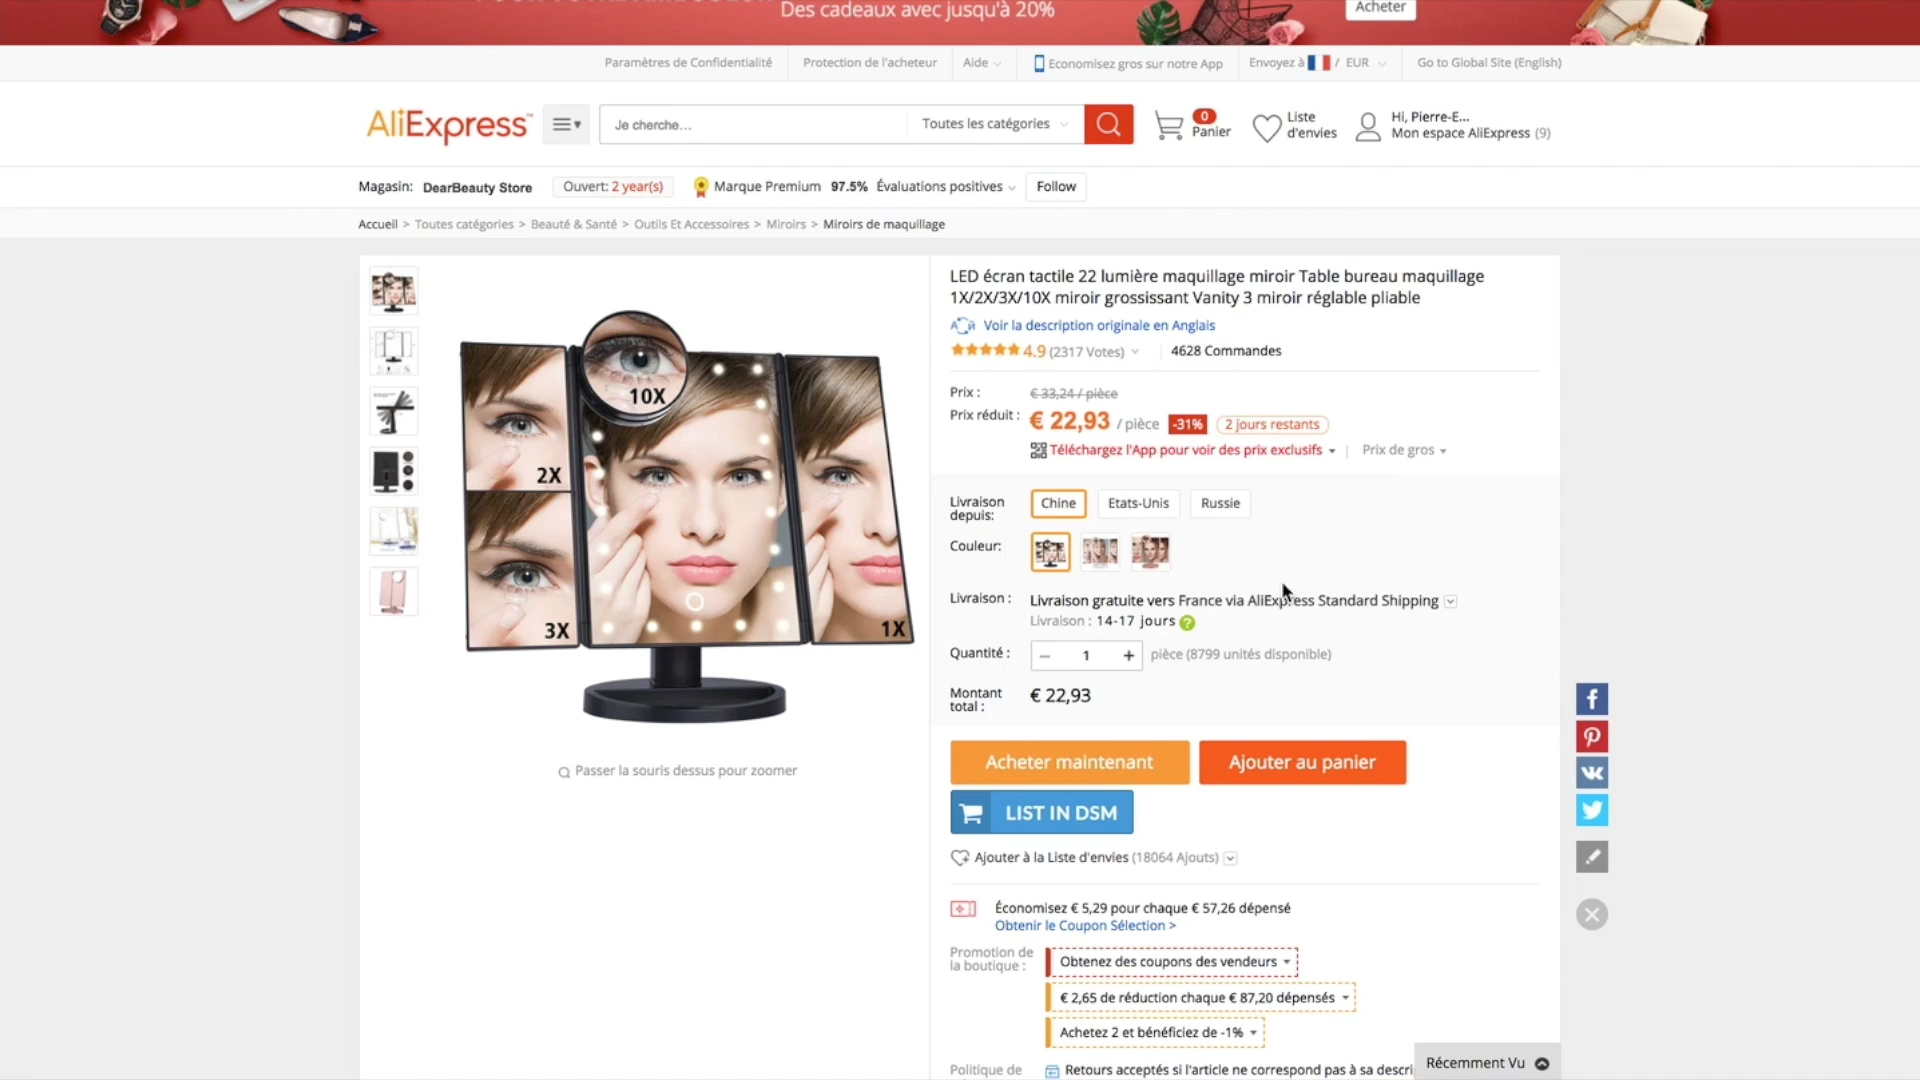 Des cadeaux avec jusqu'à 20%
Acheter
Paramètres de Confidentialité
Protection de l'acheteur
Aide
Economisez gros sur notre App
Envoyez à / EUR
Go to Global Site (English)
AliExpress
Je cherche...
Toutes les catégories
0
Panier
Liste
d'envies
Hi, Pierre-E...
Mon espace AliExpress (9)
Magasin: DearBeauty Store
Ouvert: 2 year(s)
Marque Premium 97.5% Évaluations positives
Follow
Accueil > Toutes catégories > Beauté & Santé > Outils Et Accessoires > Miroirs > Miroirs de maquillage
10X
2X
3X
1X
Passer la souris dessus pour zoomer
LED écran tactile 22 lumière maquillage miroir Table bureau maquillage
1X/2X/3X/10X miroir grossissant Vanity 3 miroir réglable pliable
Voir la description originale en Anglais
4.9 (2317 Votes)
4628 Commandes
Prix : € 33,24 / pièce
Prix réduit : € 22,93 / pièce -31% 2 jours restants
Téléchargez l'App pour voir des prix exclusifs
Prix de gros
Livraison
depuis:
Chine
Etats-Unis
Russie
Couleur:
Livraison : Livraison gratuite vers France via AliExpress Standard Shipping
Livraison : 14-17 jours ?
Quantité : − 1 + pièce (8799 unités disponible)
Montant
total :
€ 22,93
Acheter maintenant
Ajouter au panier
LIST IN DSM
Ajouter à la Liste d'envies (18064 Ajouts)
Économisez € 5,29 pour chaque € 57,26 dépensé
Obtenir le Coupon Sélection >
Promotion de
la boutique :
Obtenez des coupons des vendeurs
€ 2,65 de réduction chaque € 87,20 dépensés
Achetez 2 et bénéficiez de -1%
Politique de
Retours acceptés si l'article ne correspond pas à sa descri
Récemment Vu